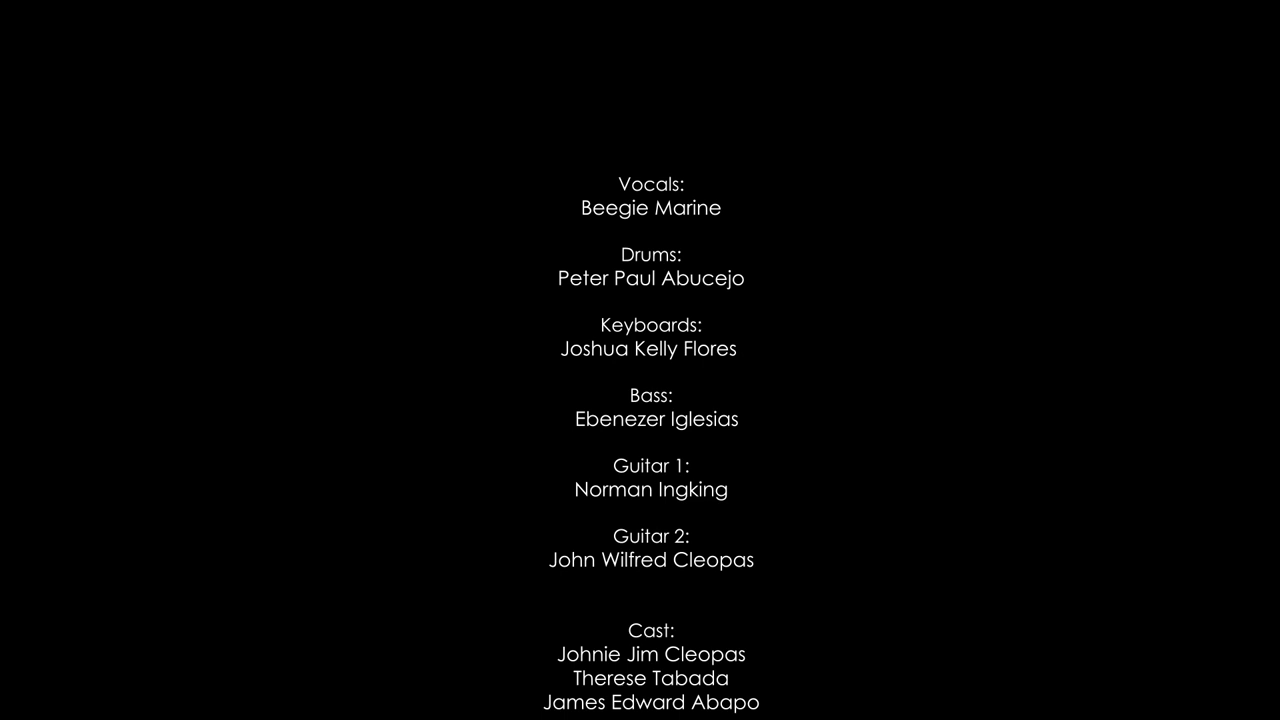 Vocals:
Beegie Marine
Drums:
Peter Paul Abucejo
Keyboards:
Joshua Kelly Flores
Bass:
Ebenezer Iglesias
Guitar 1:
Norman Ingking
Guitar 2:
John Wilfred Cleopas
Cast:
Johnie Jim Cleopas
Therese Tabada
James Edward Abapo